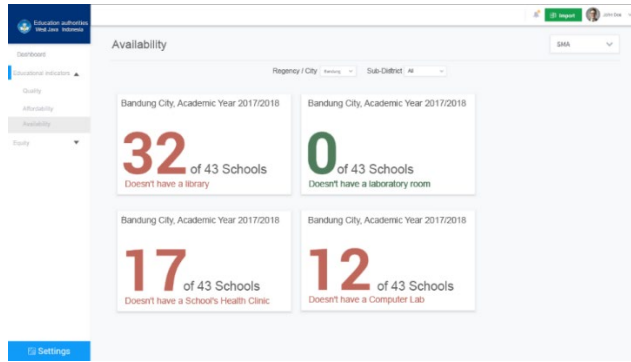 Education authorities
West Java Indonesia
Import
John Doe
Dashboard
Educational Indicators
Quality
Affordability
Availability
Equity
Settings
Availability
SMA
Regency / City Bandung Sub-District All
Bandung City, Academic Year 2017/2018
32 of 43 Schools
Doesn't have a library
Bandung City, Academic Year 2017/2018
0 of 43 Schools
Doesn't have a laboratory room
Bandung City, Academic Year 2017/2018
17 of 43 Schools
Doesn't have a School's Health Clinic
Bandung City, Academic Year 2017/2018
12 of 43 Schools
Doesn't have a Computer Lab